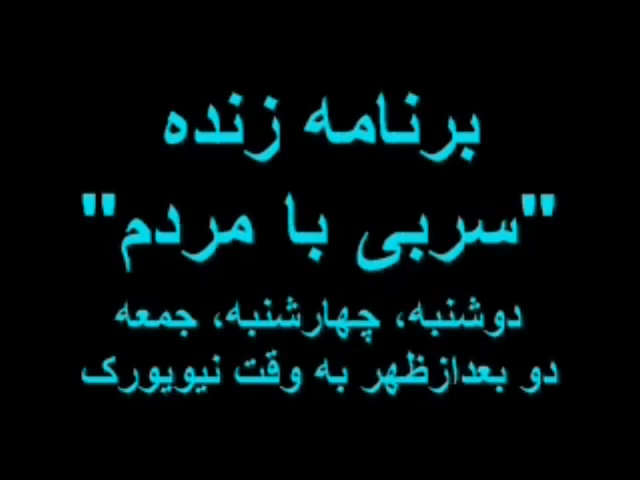 برنامه زنده
"سربی با مردم"
دوشنبه، چهارشنبه، جمعه
دو بعدازظهر به وقت نیویورک